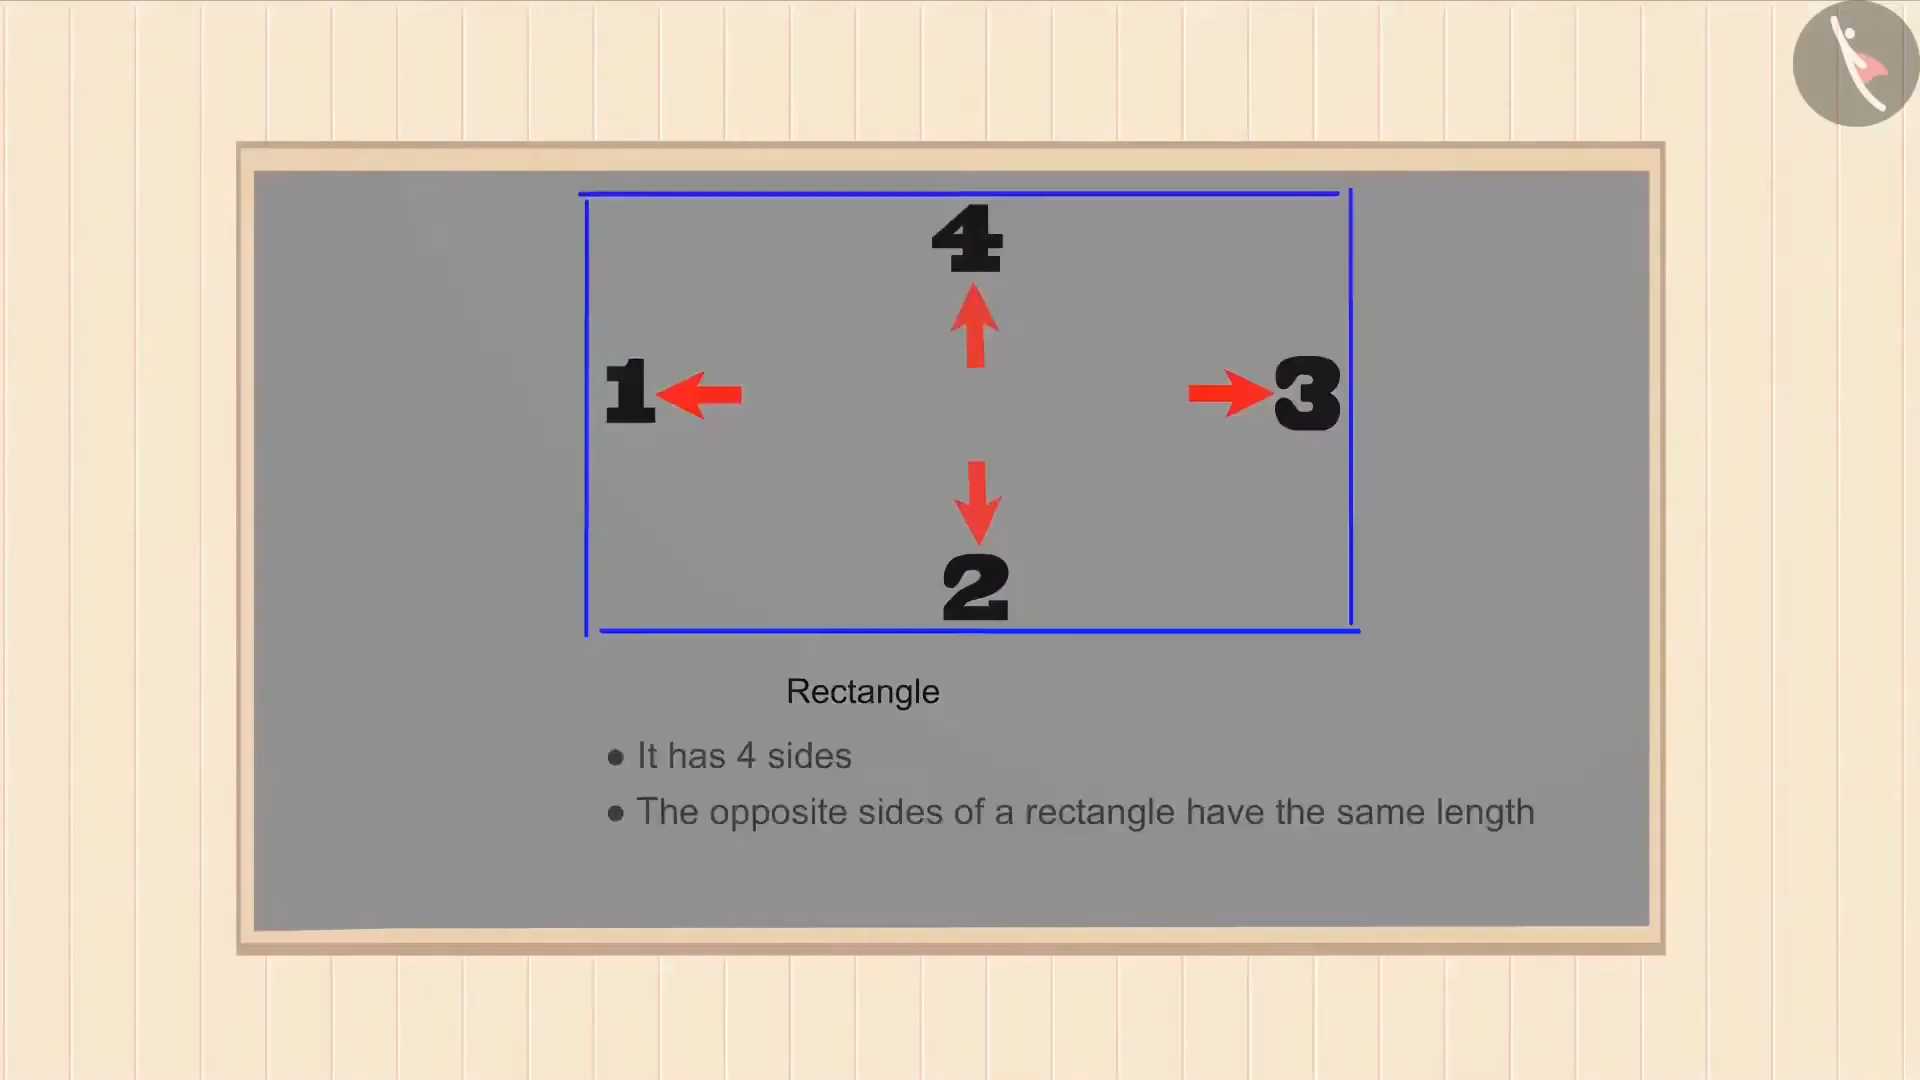 4
1
3
2
Rectangle
● It has 4 sides
● The opposite sides of a rectangle have the same length